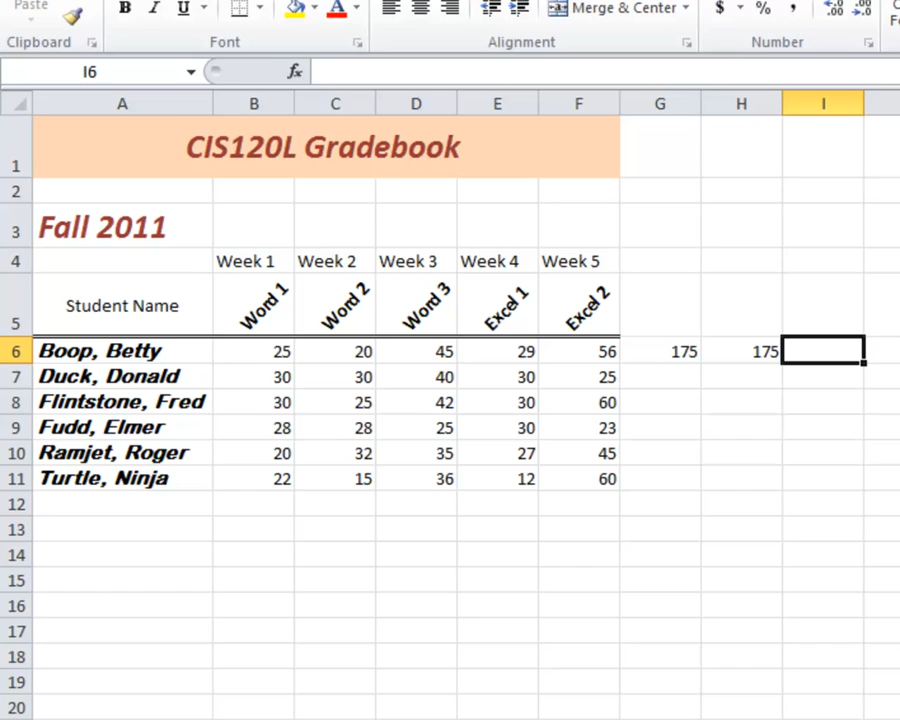 Paste B I U Merge & Center $ % , .00 .00
Clipboard Font Alignment Number
I6 fx
A B C D E F G H I
1 CIS120L Gradebook
2
3 Fall 2011
4 Week 1 Week 2 Week 3 Week 4 Week 5
5 Student Name Word 1 Word 2 Word 3 Excel 1 Excel 2
6 Boop, Betty 25 20 45 29 56 175 175
7 Duck, Donald 30 30 40 30 25
8 Flintstone, Fred 30 25 42 30 60
9 Fudd, Elmer 28 28 25 30 23
10 Ramjet, Roger 20 32 35 27 45
11 Turtle, Ninja 22 15 36 12 60
12
13
14
15
16
17
18
19
20